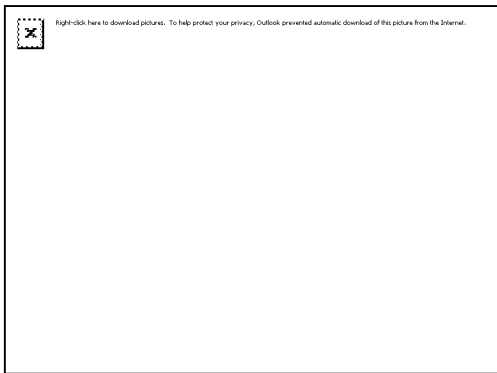 Right-click here to download pictures.  To help protect your privacy, Outlook prevented automatic download of this picture from the Internet.